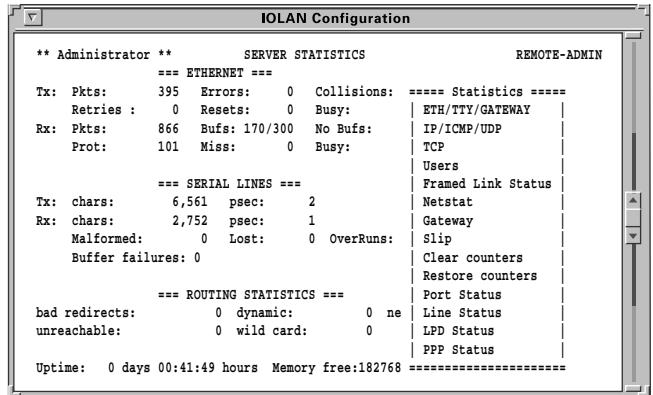 IOLAN Configuration
** Administrator ** SERVER STATISTICS REMOTE-ADMIN
=== ETHERNET ===
Tx: Pkts: 395 Errors: 0 Collisions: ===== Statistics =====
Retries : 0 Resets: 0 Busy: | ETH/TTY/GATEWAY |
Rx: Pkts: 866 Bufs: 170/300 No Bufs: | IP/ICMP/UDP |
Prot: 101 Miss: 0 Busy: | TCP |
| Users |
=== SERIAL LINES === | Framed Link Status |
Tx: chars: 6,561 psec: 2 | Netstat |
Rx: chars: 2,752 psec: 1 | Gateway |
Malformed: 0 Lost: 0 OverRuns: | Slip |
Buffer failures: 0 | Clear counters |
| Restore counters |
=== ROUTING STATISTICS === | Port Status |
bad redirects: 0 dynamic: 0 ne | Line Status |
unreachable: 0 wild card: 0 | LPD Status |
| PPP Status |
Uptime: 0 days 00:41:49 hours Memory free:182768 ======================